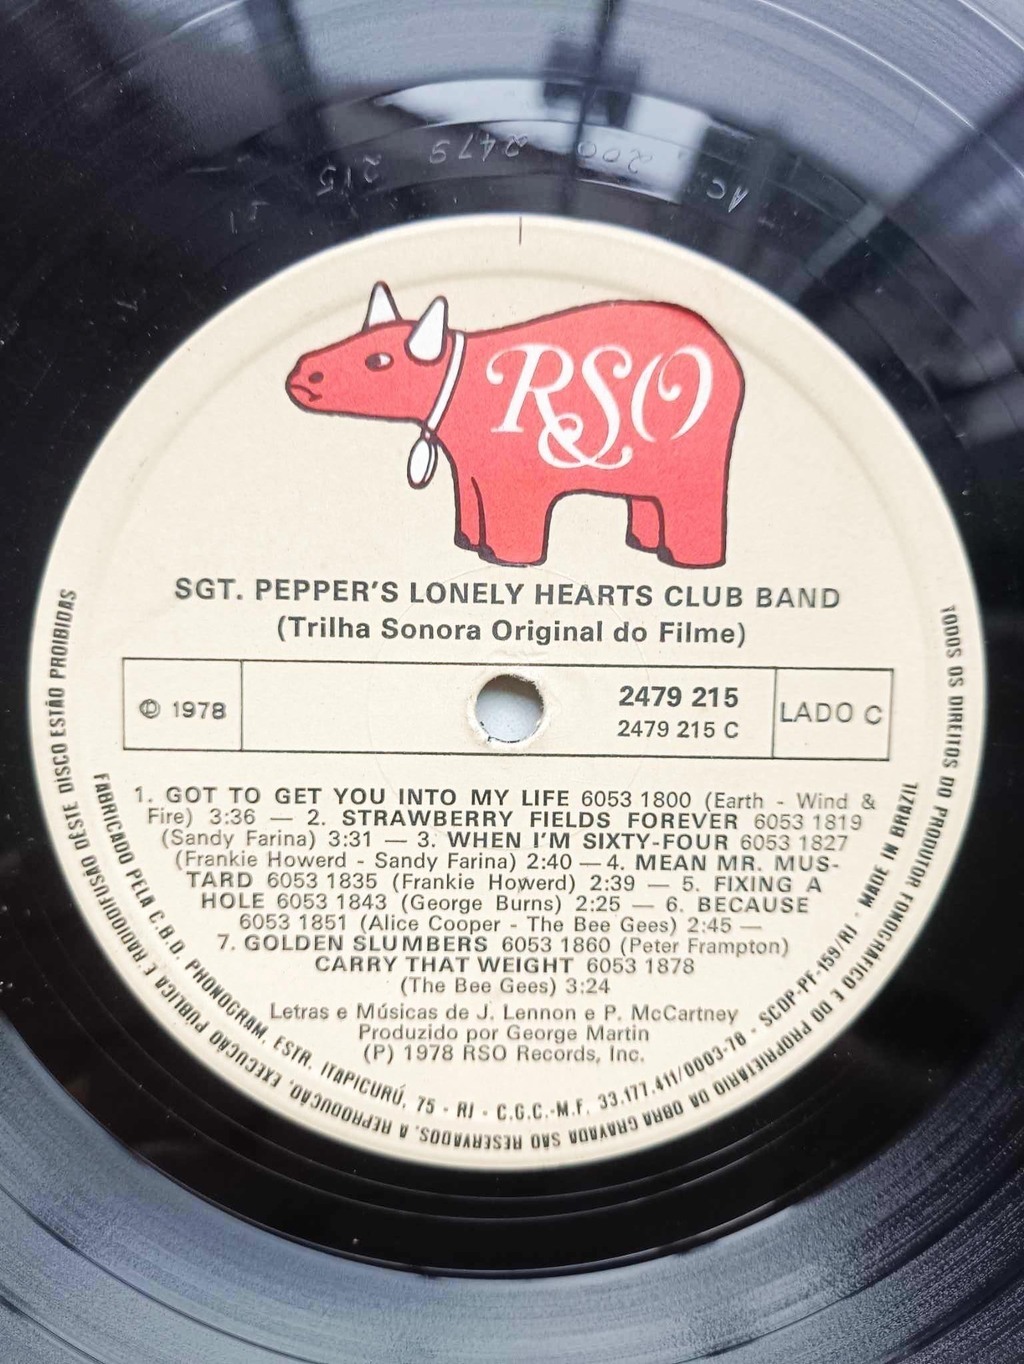 AC 200 2479 215
RSO
SGT. PEPPER'S LONELY HEARTS CLUB BAND
(Trilha Sonora Original do Filme)
℗ 1978
2479 215
2479 215 C
LADO C
1. GOT TO GET YOU INTO MY LIFE 6053 1800 (Earth - Wind &
Fire) 3:36 — 2. STRAWBERRY FIELDS FOREVER 6053 1819
(Sandy Farina) 3:31 — 3. WHEN I'M SIXTY-FOUR 6053 1827
(Frankie Howerd - Sandy Farina) 2:40 — 4. MEAN MR. MUS-
TARD 6053 1835 (Frankie Howerd) 2:39 — 5. FIXING A
HOLE 6053 1843 (George Burns) 2:25 — 6. BECAUSE
6053 1851 (Alice Cooper - The Bee Gees) 2:45 —
7. GOLDEN SLUMBERS 6053 1860 (Peter Frampton)
CARRY THAT WEIGHT 6053 1878
(The Bee Gees) 3:24
Letras e Músicas de J. Lennon e P. McCartney
Produzido por George Martin
(P) 1978 RSO Records, Inc.
FABRICADO PELA C.B.D. PHONOGRAM, ESTR. ITAPICURÚ, 75 - RJ - C.G.C.-M.F. 33.177.411/0003-78 - SCDP-PF-159/RJ - MADE IN BRAZIL
TODOS OS DIREITOS DO PRODUTOR FONOGRÁFICO E DO PROPRIETÁRIO DA OBRA GRAVADA SÃO RESERVADOS. A REPRODUÇÃO, EXECUÇÃO PÚBLICA E RADIODIFUSÃO DESTE DISCO ESTÃO PROIBIDAS